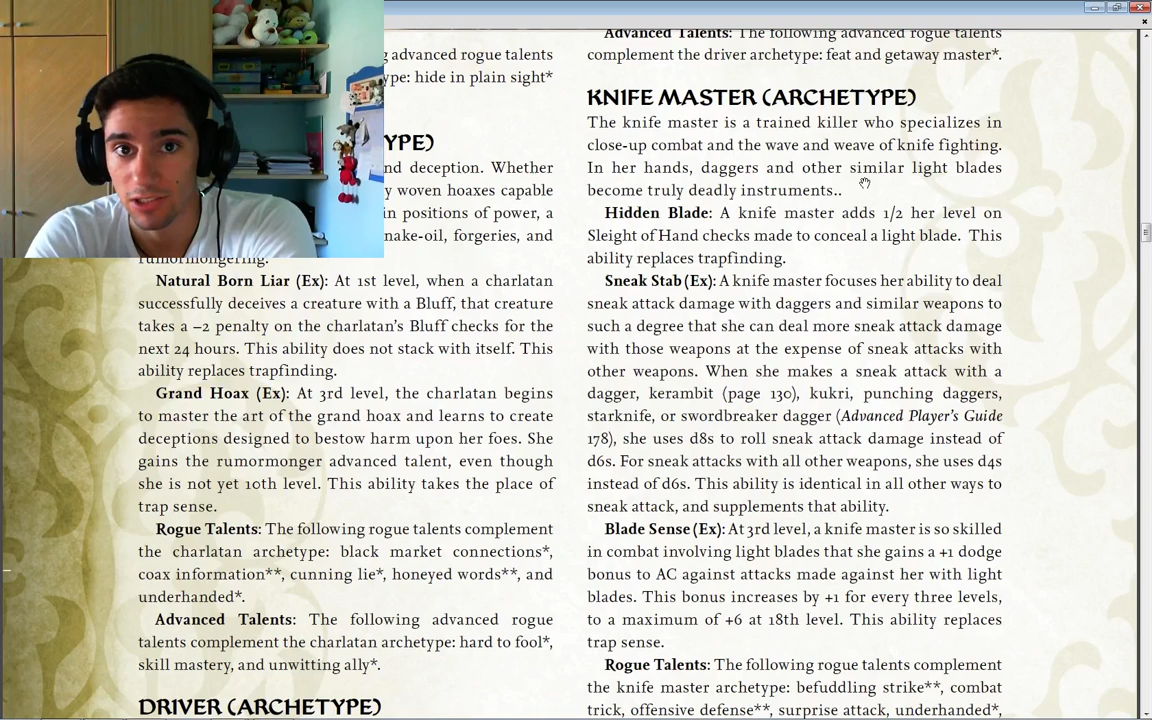 g advanced rogue talents
ype: hide in plain sight*
YPE)
nd deception. Whether
y woven hoaxes capable
in positions of power, a
nake-oil, forgeries, and
rumormongering.
Natural Born Liar (Ex): At 1st level, when a charlatan
successfully deceives a creature with a Bluff, that creature
takes a –2 penalty on the charlatan's Bluff checks for the
next 24 hours. This ability does not stack with itself. This
ability replaces trapfinding.
Grand Hoax (Ex): At 3rd level, the charlatan begins
to master the art of the grand hoax and learns to create
deceptions designed to bestow harm upon her foes. She
gains the rumormonger advanced talent, even though
she is not yet 10th level. This ability takes the place of
trap sense.
Rogue Talents: The following rogue talents complement
the charlatan archetype: black market connections*,
coax information**, cunning lie*, honeyed words**, and
underhanded*.
Advanced Talents: The following advanced rogue
talents complement the charlatan archetype: hard to fool*,
skill mastery, and unwitting ally*.
DRIVER (ARCHETYPE)
Advanced Talents: The following advanced rogue talents
complement the driver archetype: feat and getaway master*.
KNIFE MASTER (ARCHETYPE)
The knife master is a trained killer who specializes in
close-up combat and the wave and weave of knife fighting.
In her hands, daggers and other similar light blades
become truly deadly instruments..
Hidden Blade: A knife master adds 1/2 her level on
Sleight of Hand checks made to conceal a light blade. This
ability replaces trapfinding.
Sneak Stab (Ex): A knife master focuses her ability to deal
sneak attack damage with daggers and similar weapons to
such a degree that she can deal more sneak attack damage
with those weapons at the expense of sneak attacks with
other weapons. When she makes a sneak attack with a
dagger, kerambit (page 130), kukri, punching daggers,
starknife, or swordbreaker dagger (Advanced Player's Guide
178), she uses d8s to roll sneak attack damage instead of
d6s. For sneak attacks with all other weapons, she uses d4s
instead of d6s. This ability is identical in all other ways to
sneak attack, and supplements that ability.
Blade Sense (Ex): At 3rd level, a knife master is so skilled
in combat involving light blades that she gains a +1 dodge
bonus to AC against attacks made against her with light
blades. This bonus increases by +1 for every three levels,
to a maximum of +6 at 18th level. This ability replaces
trap sense.
Rogue Talents: The following rogue talents complement
the knife master archetype: befuddling strike**, combat
trick, offensive defense**, surprise attack, underhanded*,